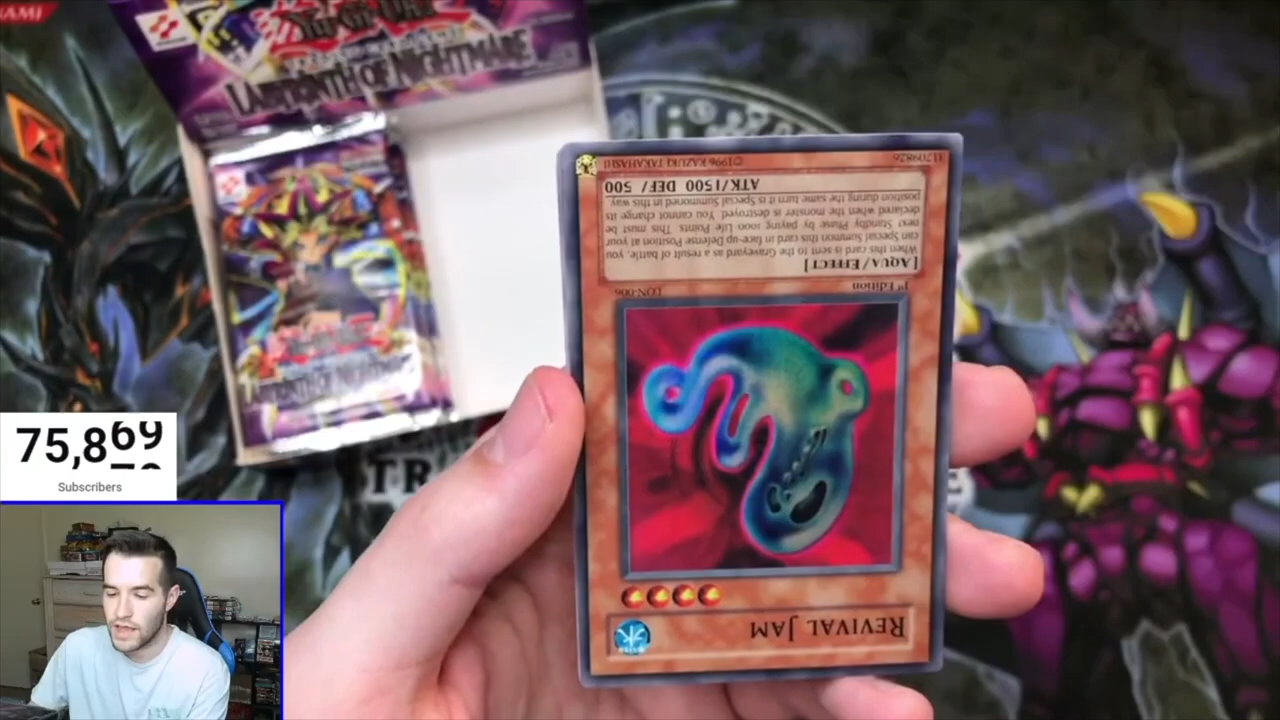 KONAMI
Yu-Gi-Oh!
LABYRINTH OF NIGHTMARE
LABYRINTH OF NIGHTMARE
TR
75,869
Subscribers
REVIVAL JAM
LON-006
1st Edition
[AQUA/EFFECT]
When this card is sent to the Graveyard as a result of battle, you
can Special Summon this card in face-up Defense Position at your
next Standby Phase by paying 1000 Life Points. This must be
declared when the monster is destroyed. You cannot change its
position during the same turn it is Special Summoned in this way.
ATK/1500 DEF/ 500
31709826
©1996 KAZUKI TAKAHASHI